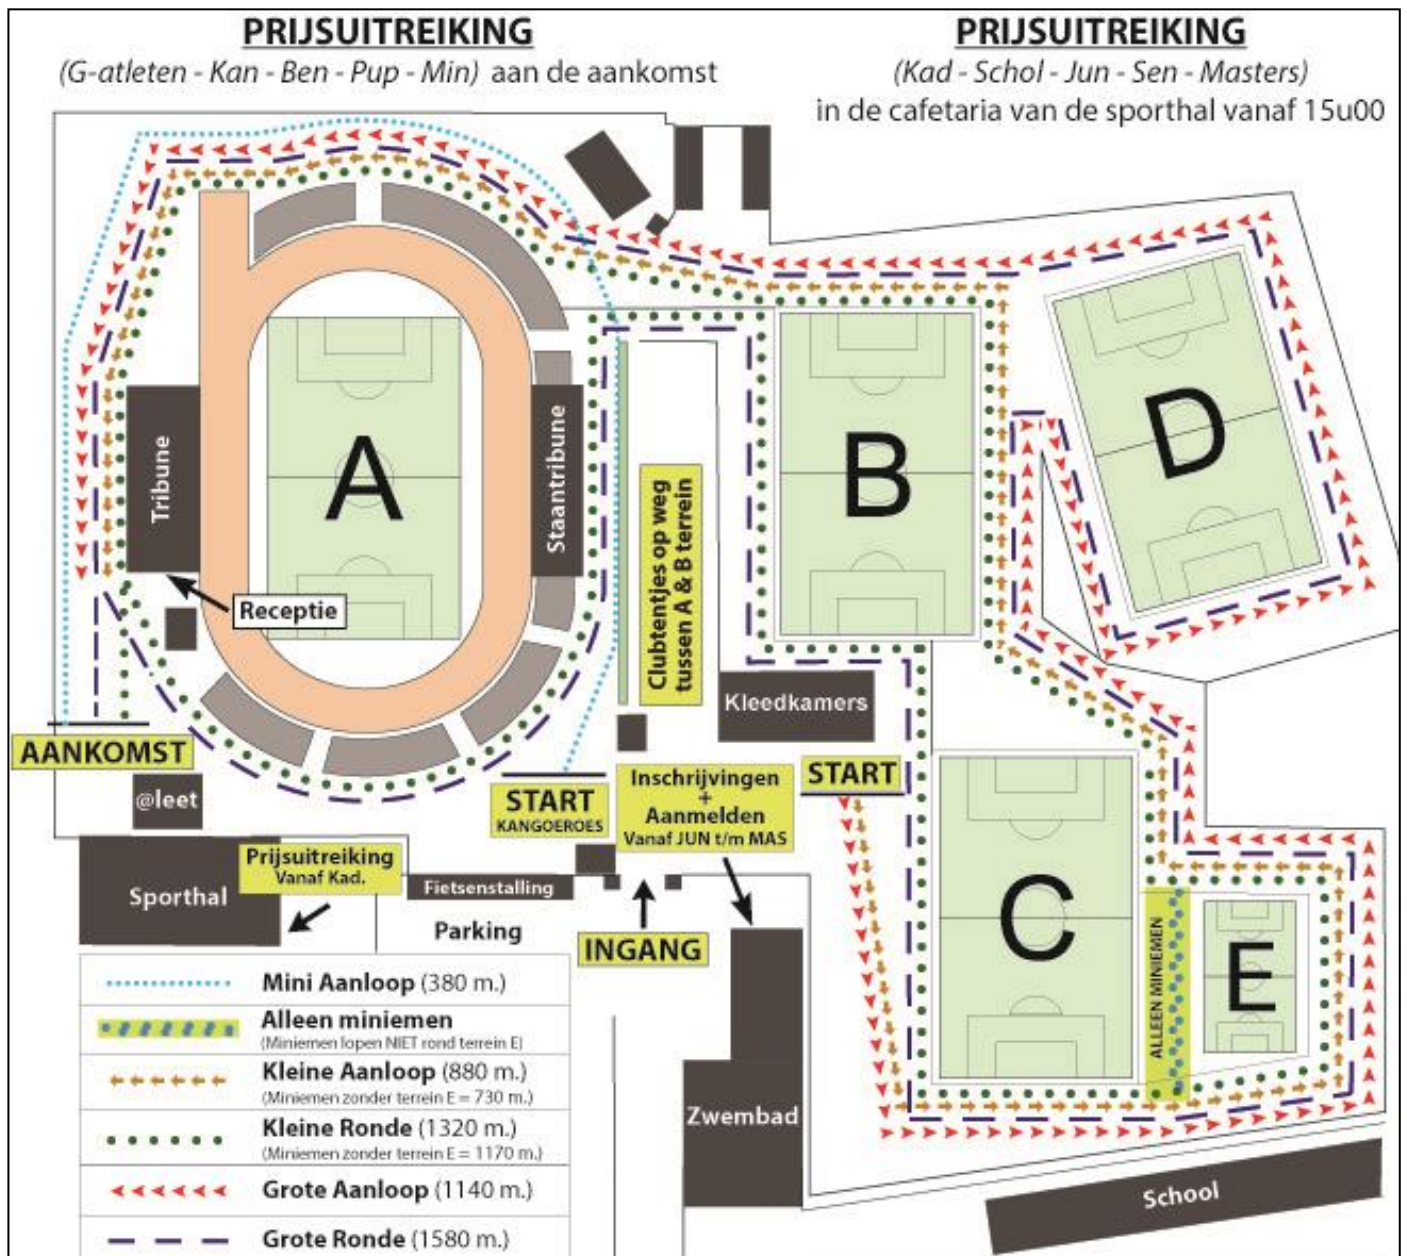 PRIJSUITREIKING
(G-atleten - Kan - Ben - Pup - Min) aan de aankomst
PRIJSUITREIKING
(Kad - Schol - Jun - Sen - Masters)
in de cafetaria van de sporthal vanaf 15u00
A
B
C
D
E
Tribune
Staantribune
Receptie
Clubtentjes op weg
tussen A & B terrein
Kleedkamers
AANKOMST
@leet
START
KANGOEROES
Inschrijvingen
+
Aanmelden
Vanaf JUN t/m MAS
START
Sporthal
Prijsuitreiking
Vanaf Kad.
Fietsenstalling
Parking
INGANG
ALLEEN MINIEMEN
Zwembad
School
Mini Aanloop (380 m.)
Alleen miniemen
(Miniemen lopen NIET rond terrein E)
Kleine Aanloop (880 m.)
(Miniemen zonder terrein E = 730 m.)
Kleine Ronde (1320 m.)
(Miniemen zonder terrein E = 1170 m.)
Grote Aanloop (1140 m.)
Grote Ronde (1580 m.)